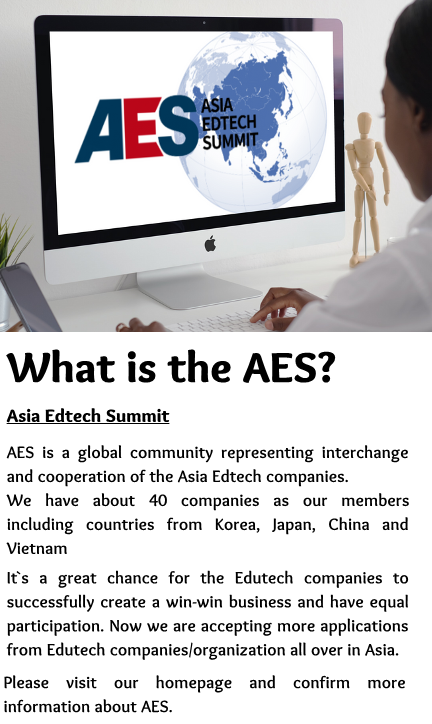 AES ASIA
EDTECH
SUMMIT
What is the AES?
Asia Edtech Summit
AES is a global community representing interchange
and cooperation of the Asia Edtech companies.
We have about 40 companies as our members
including countries from Korea, Japan, China and
Vietnam
It`s a great chance for the Edutech companies to
successfully create a win-win business and have equal
participation. Now we are accepting more applications
from Edutech companies/organization all over in Asia.
Please visit our homepage and confirm more
information about AES.